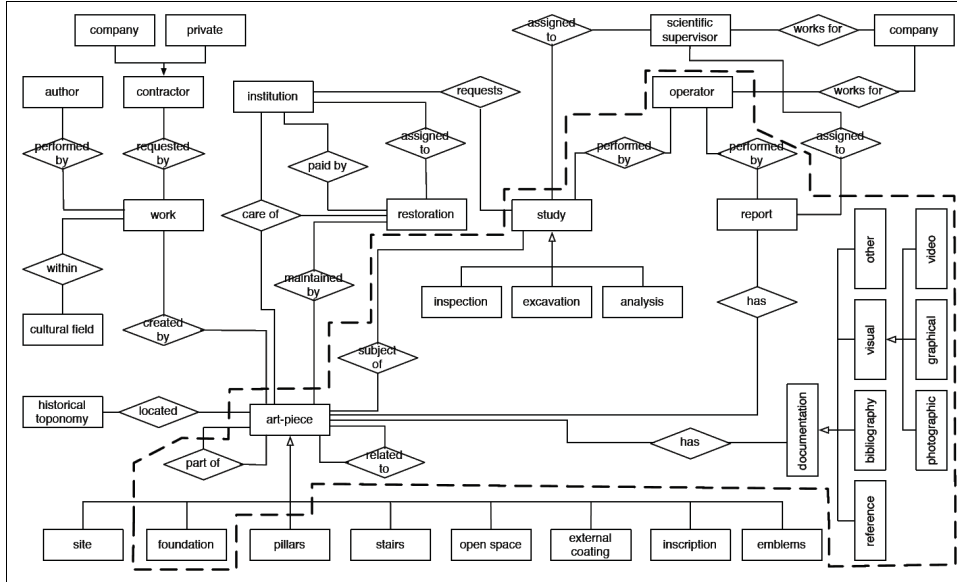 company
private
assigned
to
scientific
supervisor
works for
company
author
contractor
institution
requests
operator
works for
performed
by
requested
by
paid by
assigned
to
performed
by
performed
by
assigned
to
work
care of
restoration
study
report
within
maintained
by
inspection
excavation
analysis
has
other
video
cultural field
created
by
subject
of
visual
graphical
historical
toponomy
located
art-piece
has
documentation
bibliography
photographic
part of
related
to
reference
site
foundation
pillars
stairs
open space
external
coating
inscription
emblems